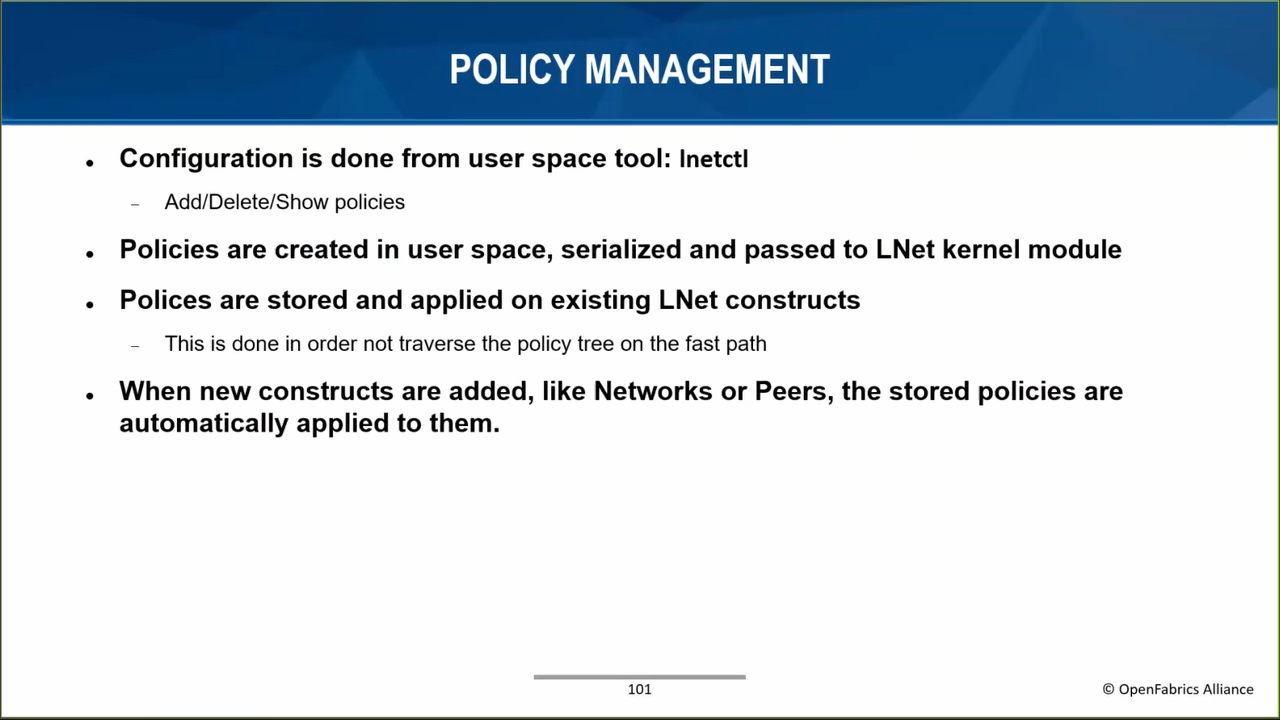 POLICY MANAGEMENT
• Configuration is done from user space tool: lnetctl
– Add/Delete/Show policies
• Policies are created in user space, serialized and passed to LNet kernel module
• Polices are stored and applied on existing LNet constructs
– This is done in order not traverse the policy tree on the fast path
• When new constructs are added, like Networks or Peers, the stored policies are
automatically applied to them.
101
© OpenFabrics Alliance